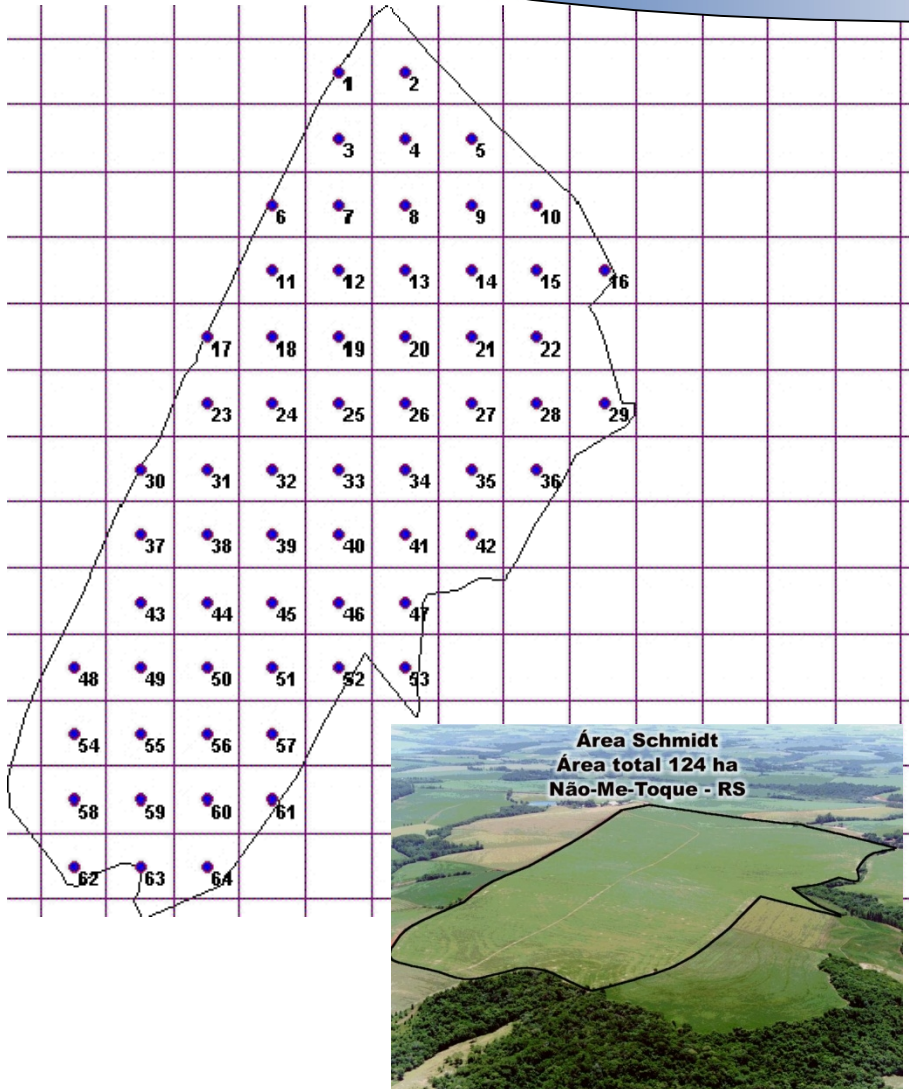 1 2
3 4 5
6 7 8 9 10
11 12 13 14 15 16
17 18 19 20 21 22
23 24 25 26 27 28 29
30 31 32 33 34 35 36
37 38 39 40 41 42
43 44 45 46 47
48 49 50 51 52 53
54 55 56 57
58 59 60 61
62 63 64
Área Schmidt
Área total 124 ha
Não-Me-Toque - RS